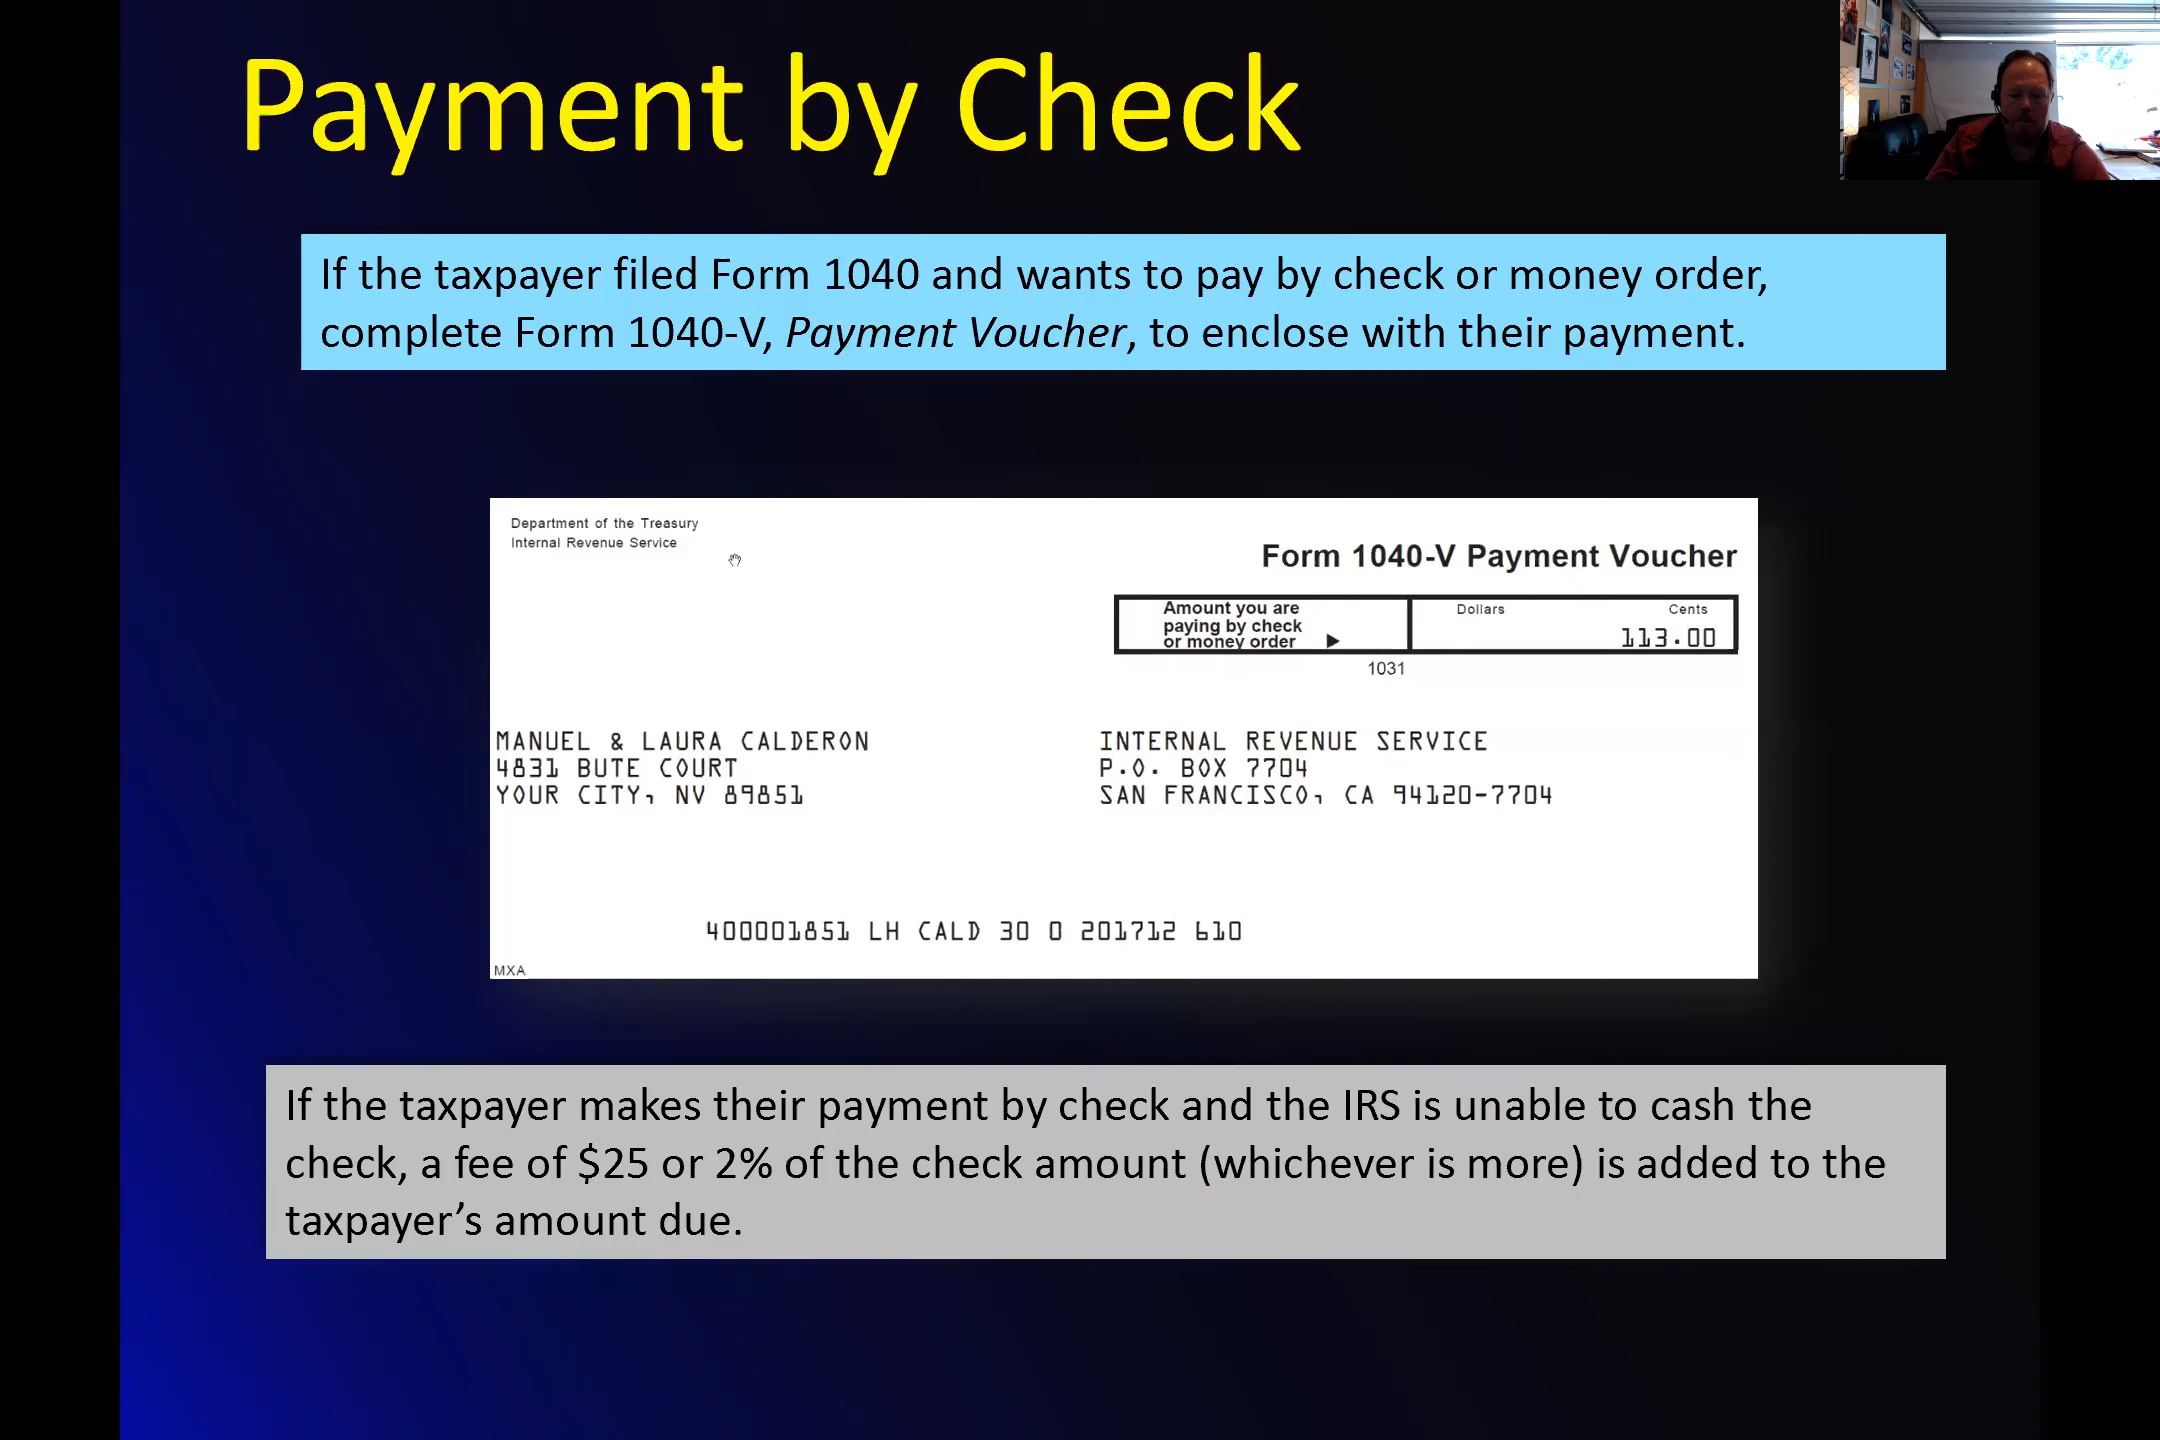 Payment by Check
If the taxpayer filed Form 1040 and wants to pay by check or money order,
complete Form 1040-V, Payment Voucher, to enclose with their payment.
Department of the Treasury
Internal Revenue Service
Form 1040-V Payment Voucher
Amount you are
paying by check
or money order ▶
Dollars Cents
113.00
1031
MANUEL & LAURA CALDERON
4831 BUTE COURT
YOUR CITY, NV 89851
INTERNAL REVENUE SERVICE
P.O. BOX 7704
SAN FRANCISCO, CA 94120-7704
400001851 LH CALD 30 0 201712 610
MXA
If the taxpayer makes their payment by check and the IRS is unable to cash the
check, a fee of $25 or 2% of the check amount (whichever is more) is added to the
taxpayer’s amount due.